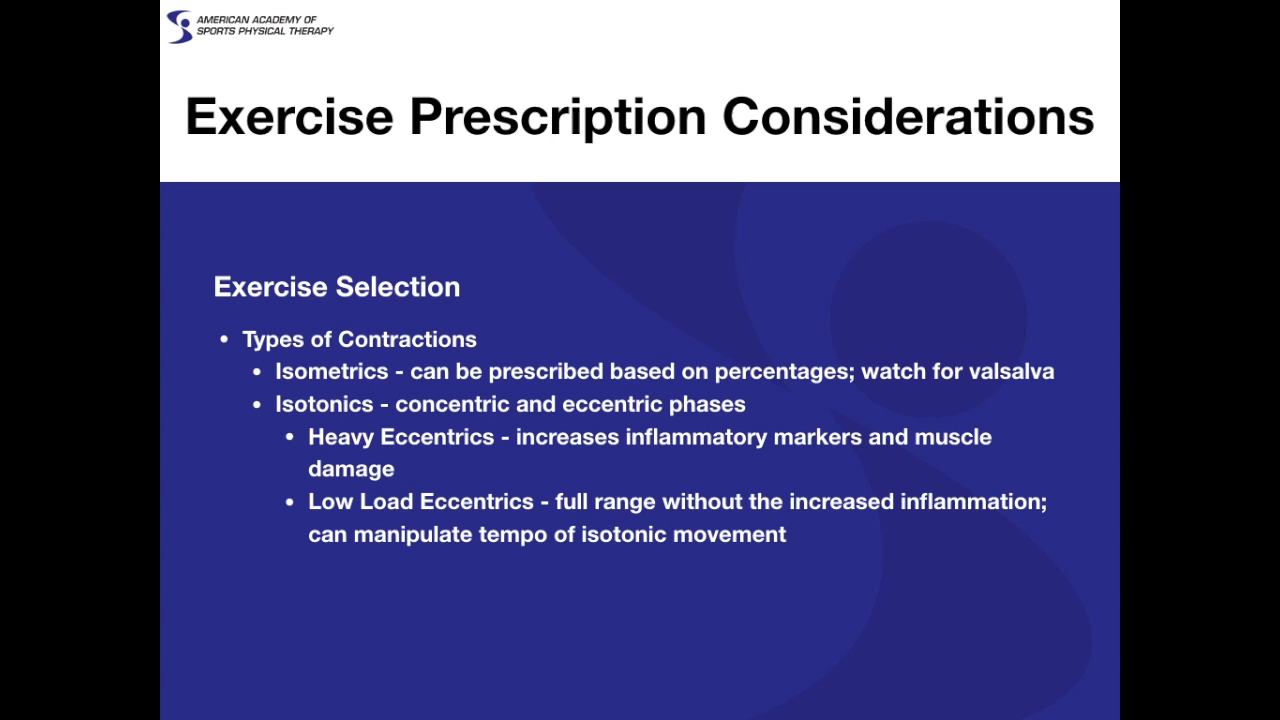 AMERICAN ACADEMY OF
SPORTS PHYSICAL THERAPY
Exercise Prescription Considerations
Exercise Selection
• Types of Contractions
• Isometrics - can be prescribed based on percentages; watch for valsalva
• Isotonics - concentric and eccentric phases
• Heavy Eccentrics - increases inflammatory markers and muscle
damage
• Low Load Eccentrics - full range without the increased inflammation;
can manipulate tempo of isotonic movement